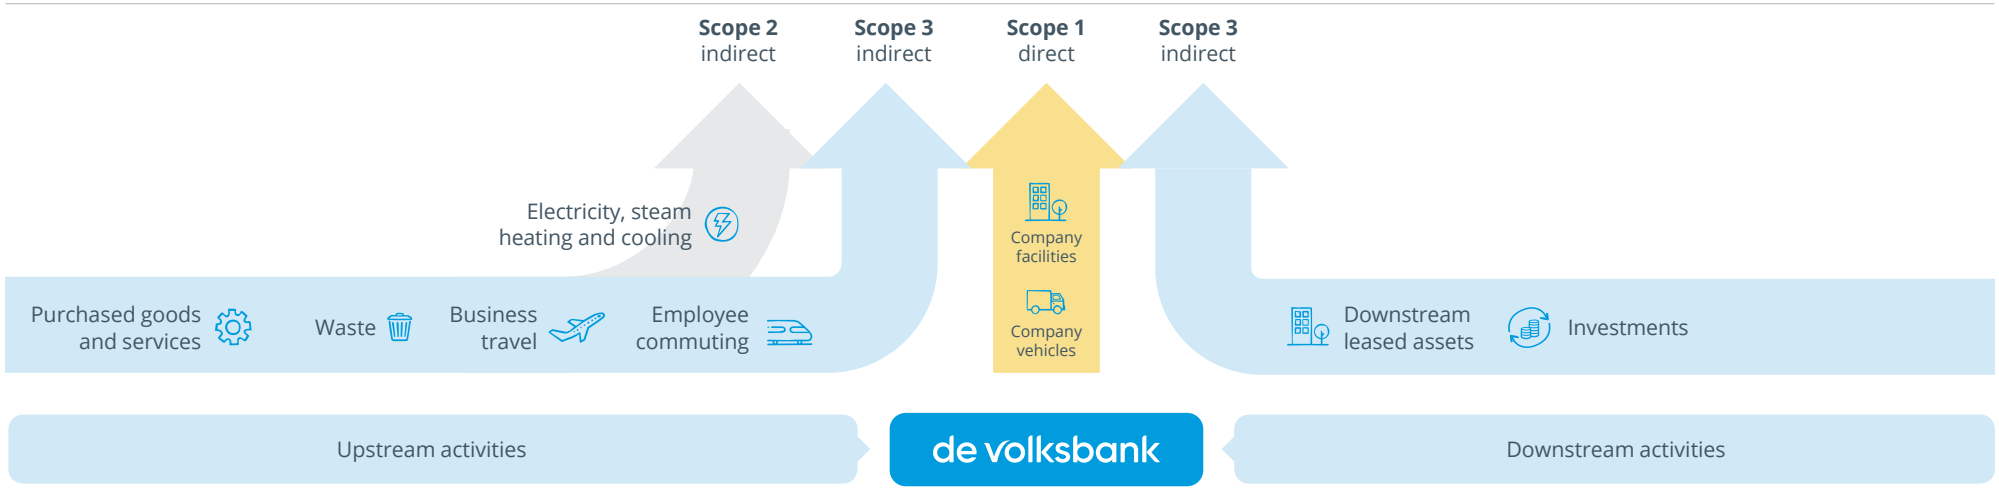 Scope 2
indirect
Scope 3
indirect
Scope 1
direct
Scope 3
indirect
Electricity, steam
heating and cooling
Company
facilities
Purchased goods
and services
Waste
Business
travel
Employee
commuting
Company
vehicles
Downstream
leased assets
Investments
Upstream activities
de volksbank
Downstream activities